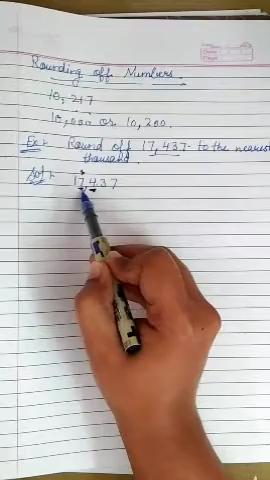 Rounding off Numbers.
10,217
10,000 or 10,200.
Ex:- Round off 17,437 to the nearest
thousand.
Sol:- 17,437